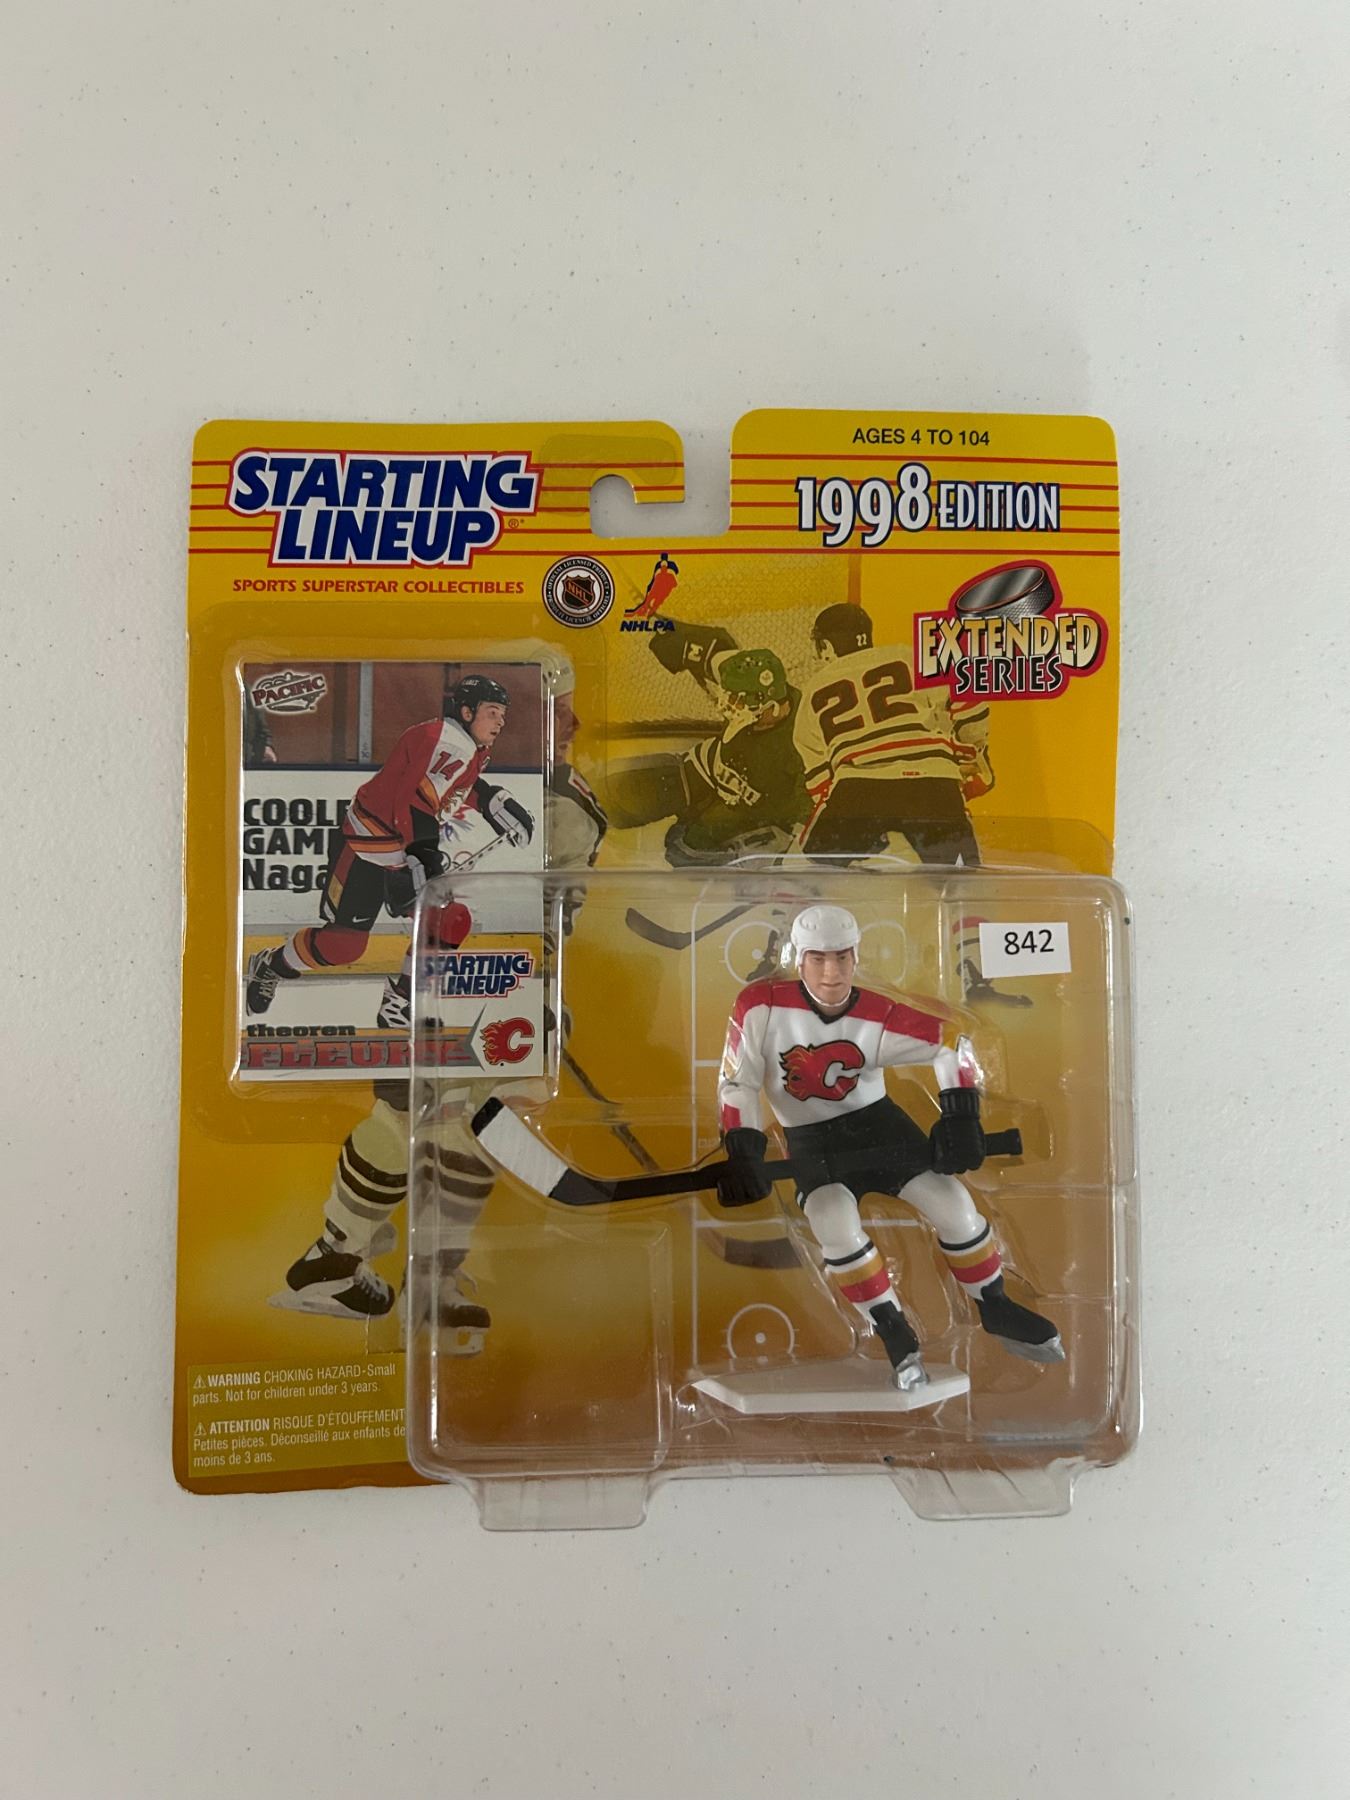 AGES 4 TO 104
STARTING
LINEUP®
1998 EDITION
SPORTS SUPERSTAR COLLECTIBLES
NHL
NHLPA
EXTENDED
SERIES
22
22
PACIFIC
14
COOL
GAM
Naga
STARTING
LINEUP
theoren
FLEURY
842
⚠WARNING CHOKING HAZARD-Small
parts. Not for children under 3 years.
⚠ATTENTION RISQUE D'ÉTOUFFEMENT
Petites pièces. Déconseillé aux enfants de
moins de 3 ans.